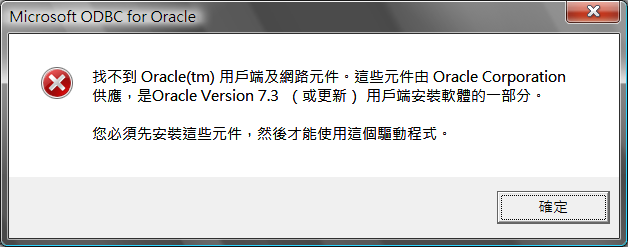 Microsoft ODBC for Oracle
找不到 Oracle(tm) 用戶端及網路元件。這些元件由 Oracle Corporation
供應，是Oracle Version 7.3 （或更新） 用戶端安裝軟體的一部分。
您必須先安裝這些元件，然後才能使用這個驅動程式。
確定